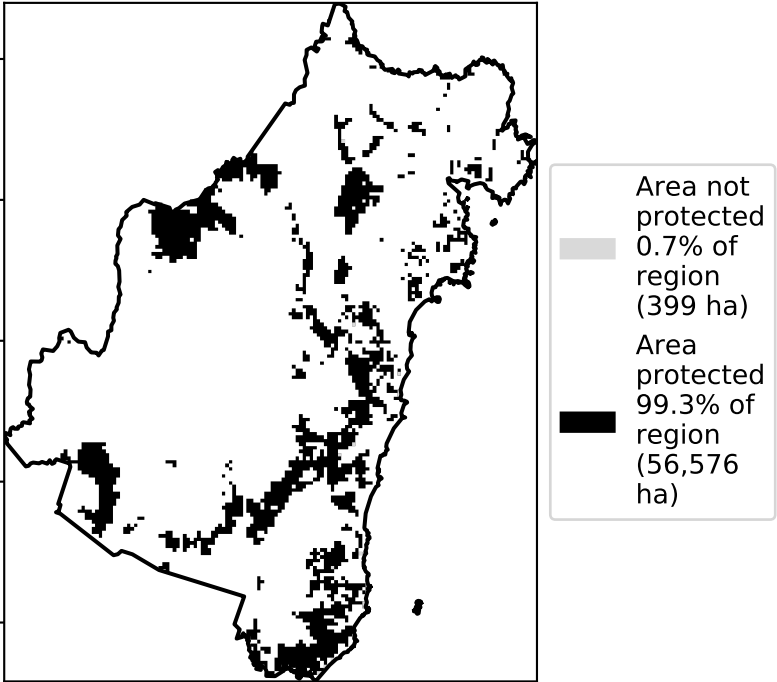 Area not
protected
0.7% of
region
(399 ha)
Area
protected
99.3% of
region
(56,576
ha)